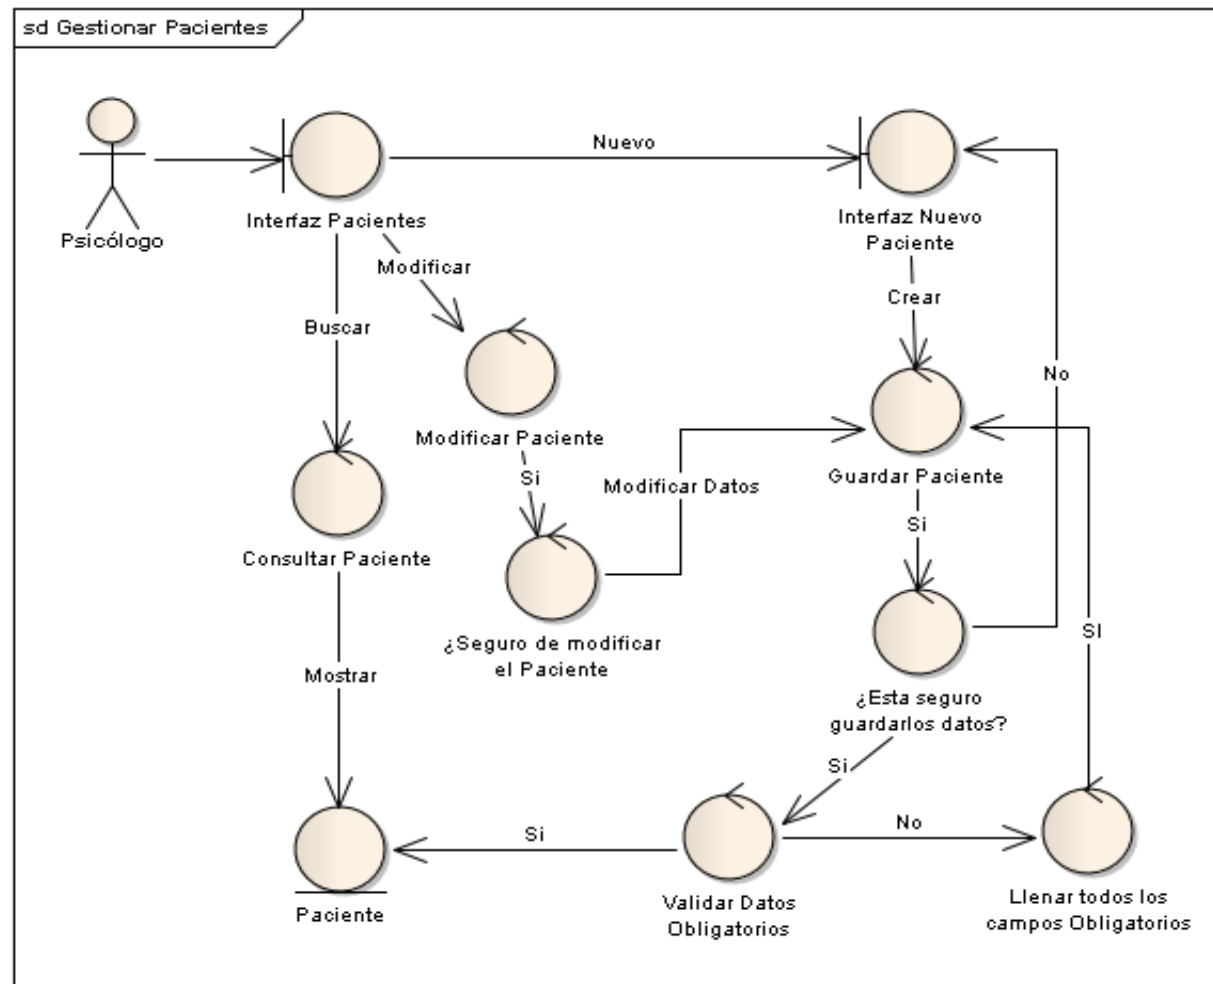 sd Gestionar Pacientes
Nuevo
Interfaz Pacientes
Interfaz Nuevo
Paciente
Psicólogo
Modificar
Crear
Buscar
No
Modificar Paciente
Si
Modificar Datos
Guardar Paciente
Si
Consultar Paciente
¿Seguro de modificar
el Paciente
SI
Mostrar
¿Esta seguro
guardarlos datos?
Si
Si
No
Paciente
Validar Datos
Obligatorios
Llenar todos los
campos Obligatorios